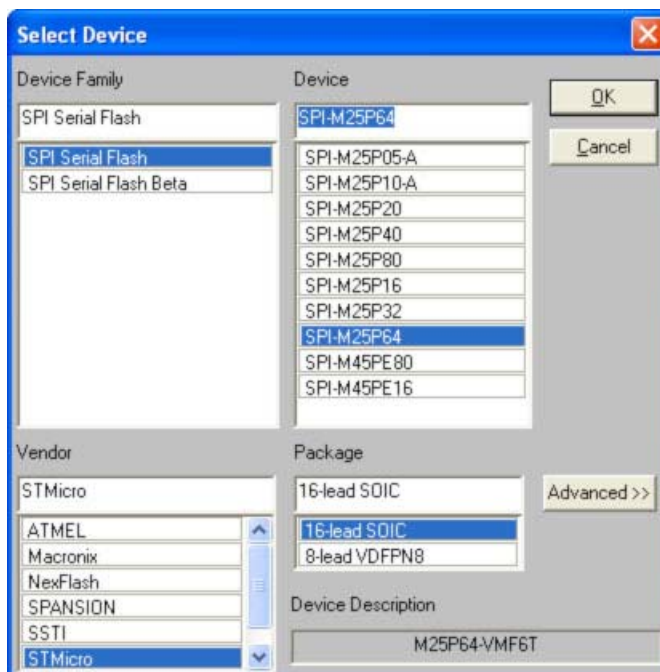 Select Device
Device Family
SPI Serial Flash
SPI Serial Flash
SPI Serial Flash Beta
Device
SPI-M25P64
SPI-M25P05-A
SPI-M25P10-A
SPI-M25P20
SPI-M25P40
SPI-M25P80
SPI-M25P16
SPI-M25P32
SPI-M25P64
SPI-M45PE80
SPI-M45PE16
OK
Cancel
Vendor
STMicro
ATMEL
Macronix
NexFlash
SPANSION
SSTI
STMicro
Package
16-lead SOIC
16-lead SOIC
8-lead VDFPN8
Advanced >>
Device Description
M25P64-VMF6T